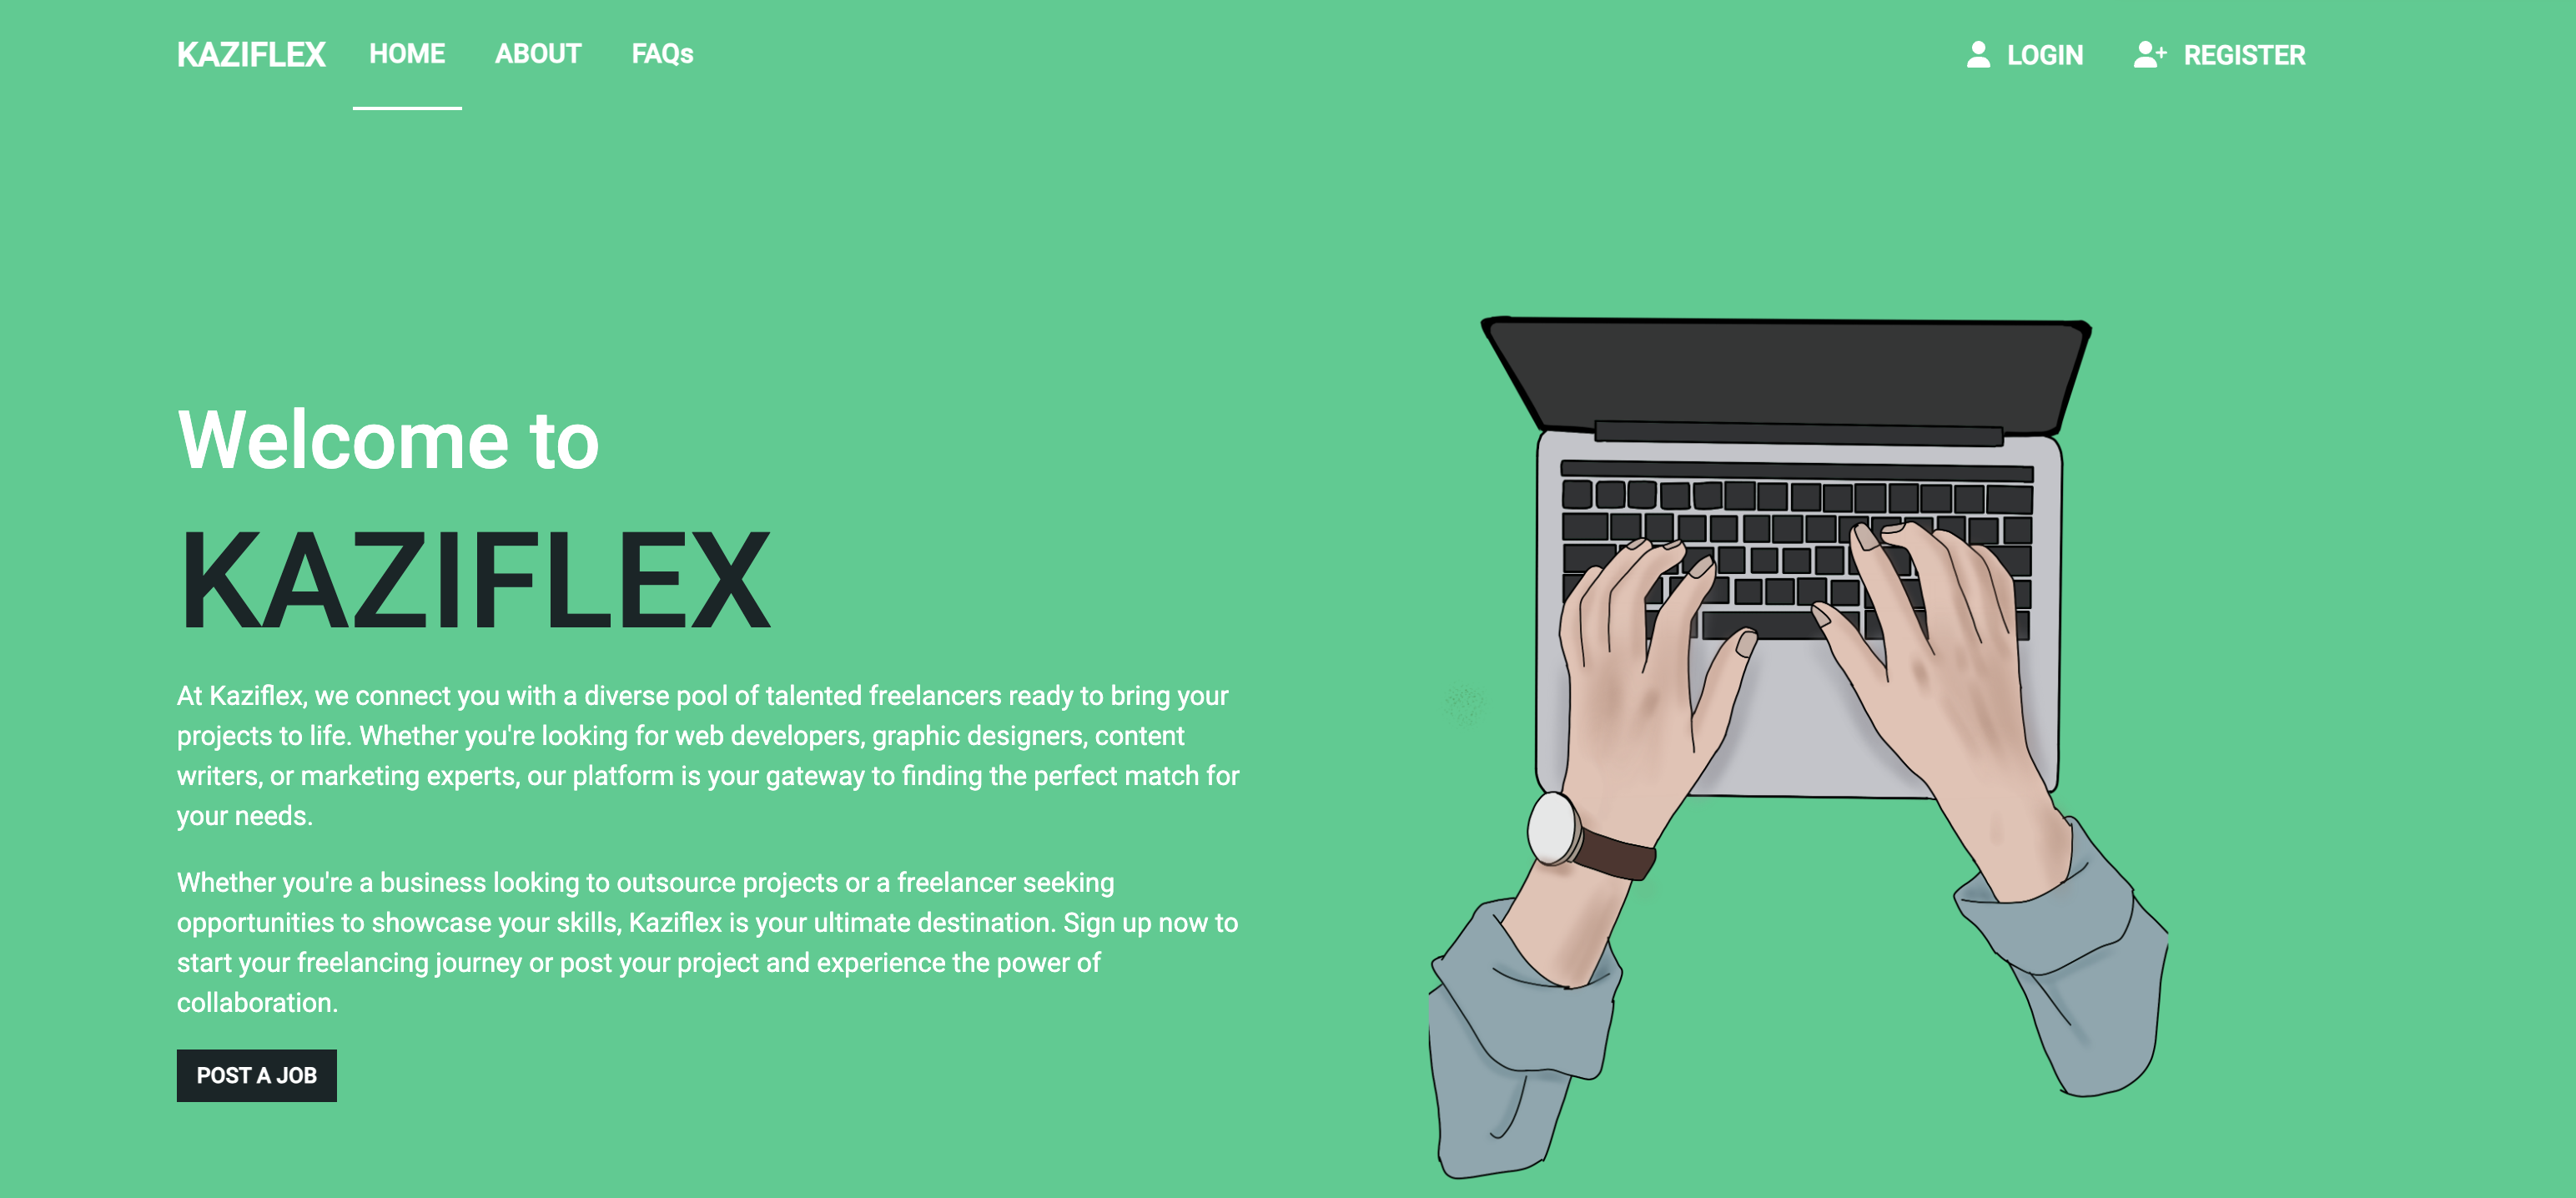 KAZIFLEX HOME ABOUT FAQs LOGIN REGISTER
Welcome to
KAZIFLEX
At Kaziflex, we connect you with a diverse pool of talented freelancers ready to bring your
projects to life. Whether you're looking for web developers, graphic designers, content
writers, or marketing experts, our platform is your gateway to finding the perfect match for
your needs.
Whether you're a business looking to outsource projects or a freelancer seeking
opportunities to showcase your skills, Kaziflex is your ultimate destination. Sign up now to
start your freelancing journey or post your project and experience the power of
collaboration.
POST A JOB